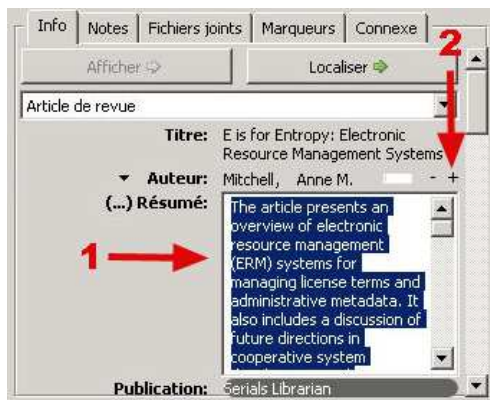 Info Notes Fichiers joints Marqueurs Connexe
2
Afficher Localiser
Article de revue
Titre: E is for Entropy: Electronic
Resource Management Systems
Auteur: Mitchell, Anne M. - +
(...) Résumé: The article presents an
overview of electronic
resource management
1 (ERM) systems for
managing license terms and
administrative metadata. It
also includes a discussion of
future directions in
cooperative system
Publication: Serials Librarian